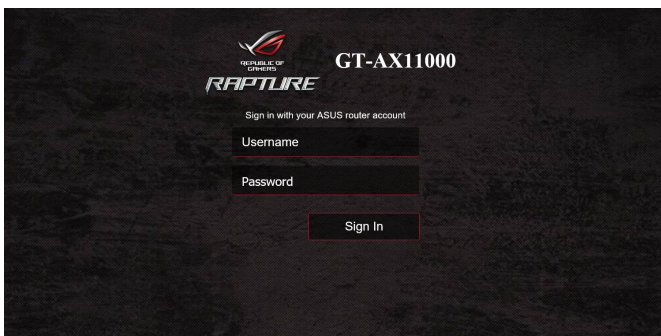 REPUBLIC OF
GAMERS
RAPTURE
GT-AX11000
Sign in with your ASUS router account
Username
Password
Sign In